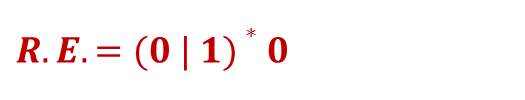 R.E.= (0 | 1)* 0